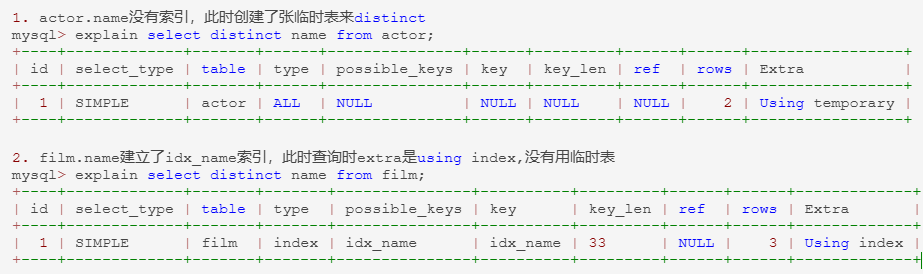 1. actor.name没有索引，此时创建了张临时表来distinct
mysql> explain select distinct name from actor;
+----+-------------+-------+------+---------------+------+---------+------+------+-----------------+
| id | select_type | table | type | possible_keys | key | key_len | ref | rows | Extra |
+----+-------------+-------+------+---------------+------+---------+------+------+-----------------+
| 1 | SIMPLE | actor | ALL | NULL | NULL | NULL | NULL | 2 | Using temporary |
+----+-------------+-------+------+---------------+------+---------+------+------+-----------------+
2. film.name建立了idx_name索引，此时查询时extra是using index,没有用临时表
mysql> explain select distinct name from film;
+----+-------------+-------+-------+---------------+----------+---------+------+------+-------------+
| id | select_type | table | type | possible_keys | key | key_len | ref | rows | Extra |
+----+-------------+-------+-------+---------------+----------+---------+------+------+-------------+
| 1 | SIMPLE | film | index | idx_name | idx_name | 33 | NULL | 3 | Using index |
+----+-------------+-------+-------+---------------+----------+---------+------+------+-------------+